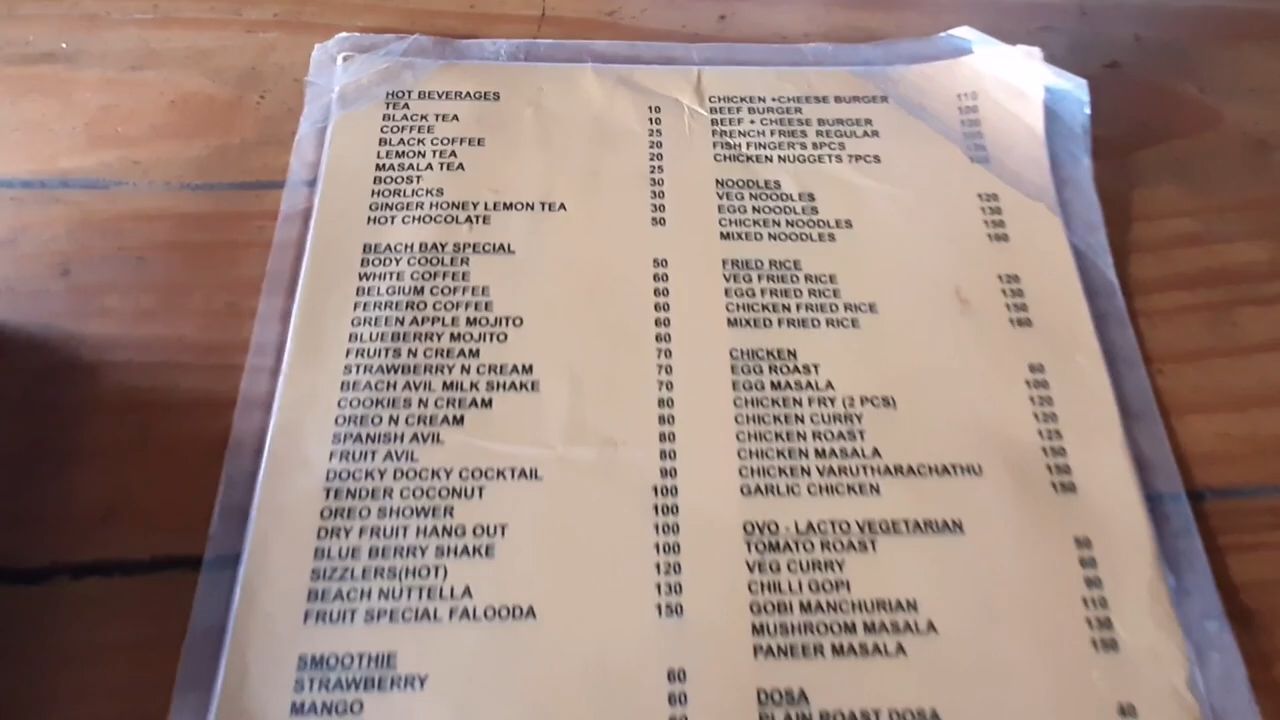 HOT BEVERAGES
TEA 10
BLACK TEA 10
COFFEE 25
BLACK COFFEE 20
LEMON TEA 20
MASALA TEA 25
BOOST 30
HORLICKS 30
GINGER HONEY LEMON TEA 30
HOT CHOCOLATE 50
BEACH BAY SPECIAL
BODY COOLER 50
WHITE COFFEE 60
BELGIUM COFFEE 60
FERRERO COFFEE 60
GREEN APPLE MOJITO 60
BLUEBERRY MOJITO 60
FRUITS N CREAM 70
STRAWBERRY N CREAM 70
BEACH AVIL MILK SHAKE 70
COOKIES N CREAM 80
OREO N CREAM 80
SPANISH AVIL 80
FRUIT AVIL 80
DOCKY DOCKY COCKTAIL 90
TENDER COCONUT 100
OREO SHOWER 100
DRY FRUIT HANG OUT 100
BLUE BERRY SHAKE 100
SIZZLERS(HOT) 120
BEACH NUTTELLA 130
FRUIT SPECIAL FALOODA 150
SMOOTHIE
STRAWBERRY 60
MANGO 60
CHICKEN +CHEESE BURGER 110
BEEF BURGER 100
BEEF + CHEESE BURGER
FRENCH FRIES REGULAR
FISH FINGER'S 8PCS
CHICKEN NUGGETS 7PCS
NOODLES
VEG NOODLES 120
EGG NOODLES 130
CHICKEN NOODLES 150
MIXED NOODLES 160
FRIED RICE
VEG FRIED RICE 120
EGG FRIED RICE 130
CHICKEN FRIED RICE 150
MIXED FRIED RICE 160
CHICKEN
EGG ROAST
EGG MASALA 100
CHICKEN FRY (2 PCS) 120
CHICKEN CURRY 120
CHICKEN ROAST 125
CHICKEN MASALA 150
CHICKEN VARUTHARACHATHU 150
GARLIC CHICKEN 150
OVO - LACTO VEGETARIAN
TOMATO ROAST
VEG CURRY
CHILLI GOPI
GOBI MANCHURIAN 110
MUSHROOM MASALA 130
PANEER MASALA 150
DOSA
PLAIN ROAST DOSA 40